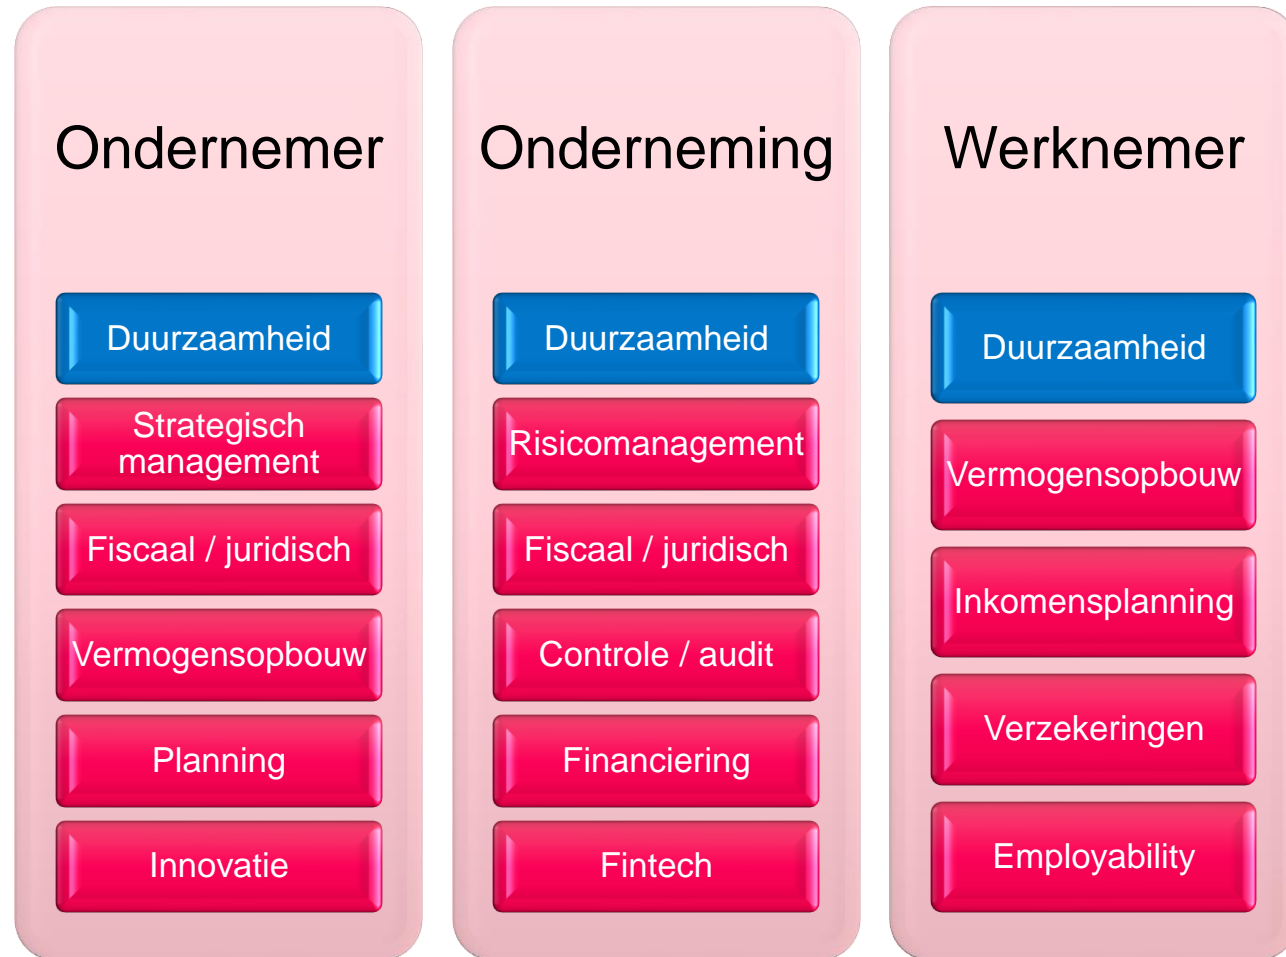 Ondernemer
Duurzaamheid
Strategisch
management
Fiscaal / juridisch
Vermogensopbouw
Planning
Innovatie
Onderneming
Duurzaamheid
Risicomanagement
Fiscaal / juridisch
Controle / audit
Financiering
Fintech
Werknemer
Duurzaamheid
Vermogensopbouw
Inkomensplanning
Verzekeringen
Employability